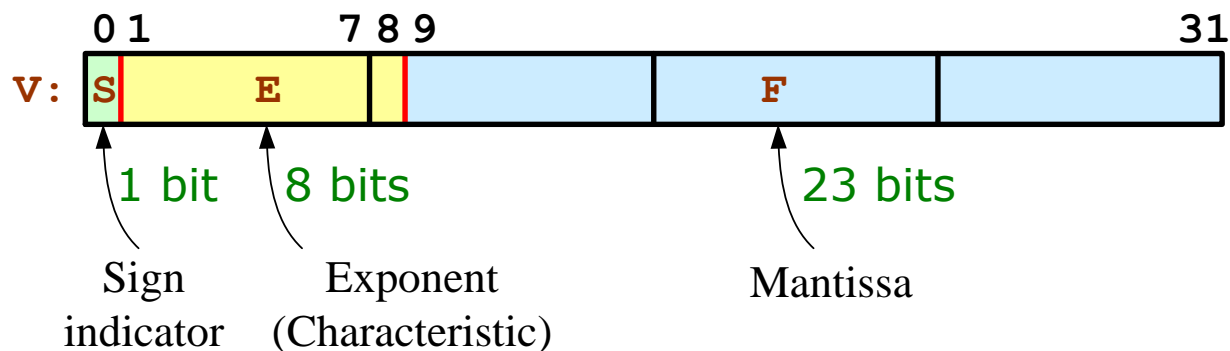 0 1 7 8 9 31
V: S E F
1 bit 8 bits 23 bits
Sign Exponent Mantissa
indicator (Characteristic)